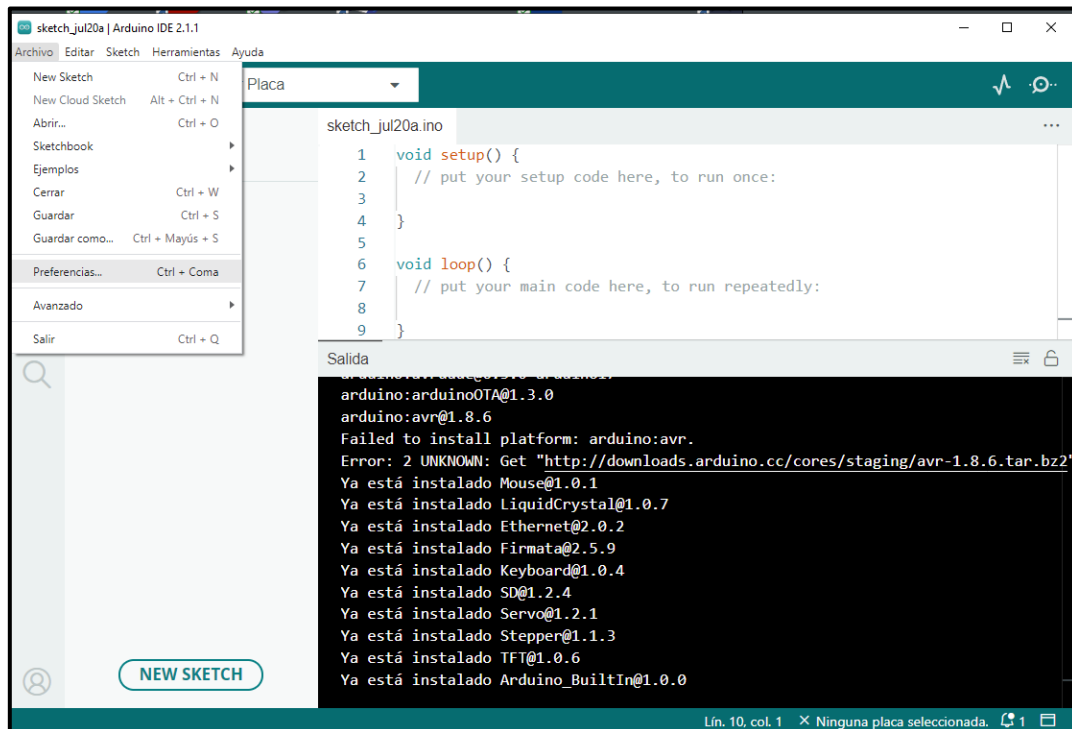 sketch_jul20a | Arduino IDE 2.1.1
Archivo Editar Sketch Herramientas Ayuda
New Sketch Ctrl + N
New Cloud Sketch Alt + Ctrl + N
Abrir... Ctrl + O
Sketchbook
Ejemplos
Cerrar Ctrl + W
Guardar Ctrl + S
Guardar como... Ctrl + Mayús + S
Preferencias... Ctrl + Coma
Avanzado
Salir Ctrl + Q
Placa
sketch_jul20a.ino
1 void setup() {
2 // put your setup code here, to run once:
3
4 }
5
6 void loop() {
7 // put your main code here, to run repeatedly:
8
9 }
Salida
arduino:arduinoOTA@1.3.0
arduino:avr@1.8.6
Failed to install platform: arduino:avr.
Error: 2 UNKNOWN: Get "http://downloads.arduino.cc/cores/staging/avr-1.8.6.tar.bz2"
Ya está instalado Mouse@1.0.1
Ya está instalado LiquidCrystal@1.0.7
Ya está instalado Ethernet@2.0.2
Ya está instalado Firmata@2.5.9
Ya está instalado Keyboard@1.0.4
Ya está instalado SD@1.2.4
Ya está instalado Servo@1.2.1
Ya está instalado Stepper@1.1.3
Ya está instalado TFT@1.0.6
Ya está instalado Arduino_BuiltIn@1.0.0
NEW SKETCH
Lín. 10, col. 1 × Ninguna placa seleccionada. 1